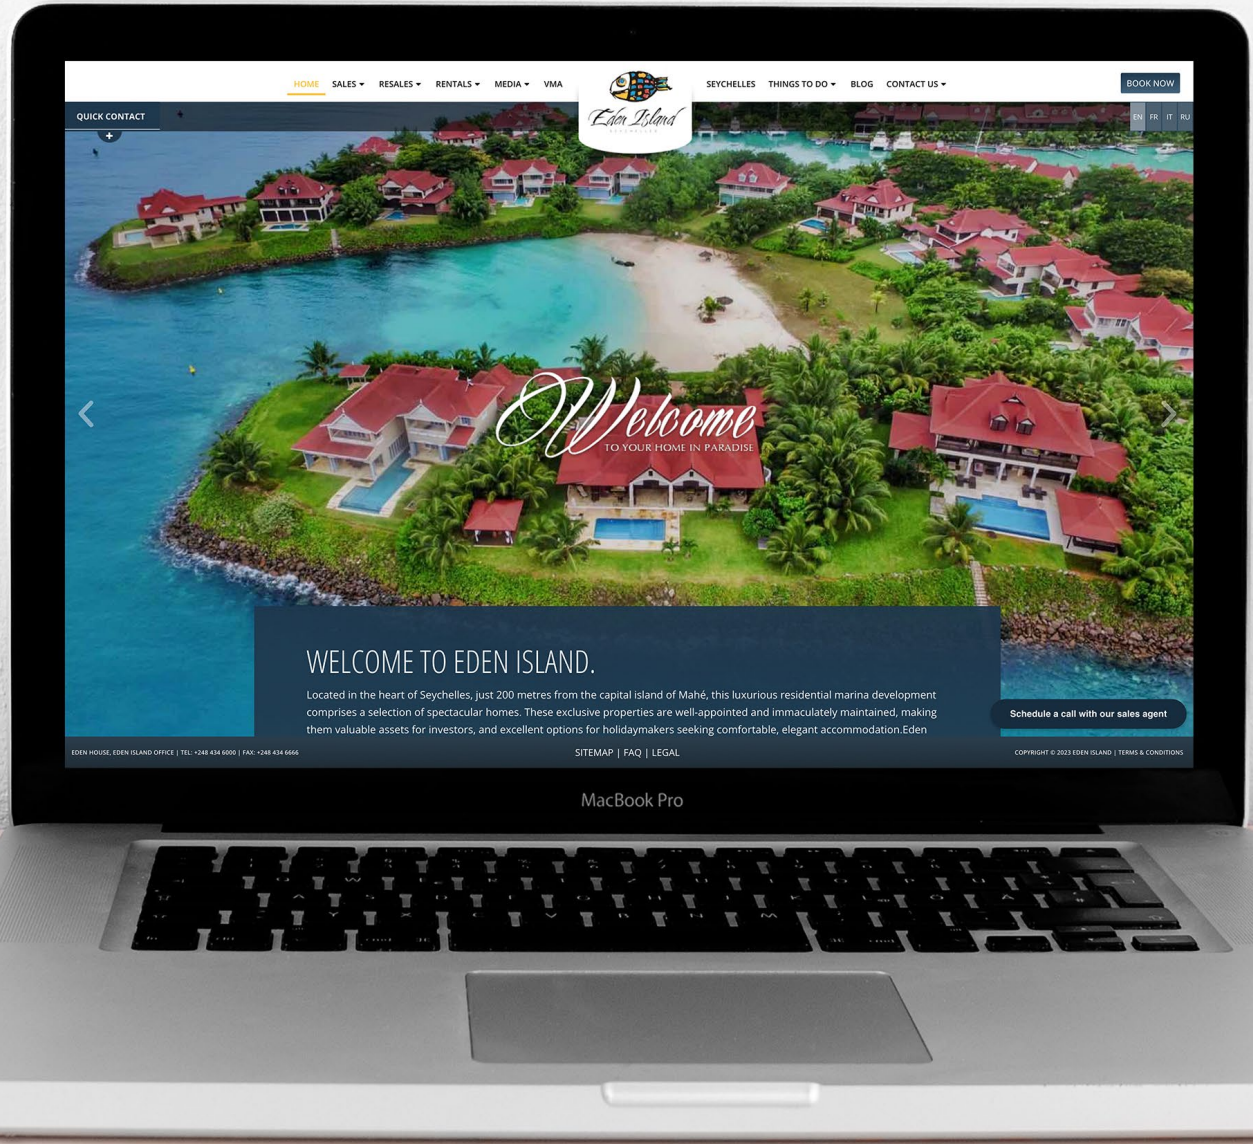 HOME SALES RESALES RENTALS MEDIA VMA
Eden Island
SEYCHELLES
SEYCHELLES THINGS TO DO BLOG CONTACT US
BOOK NOW
QUICK CONTACT
+
EN FR IT RU
Welcome
TO YOUR HOME IN PARADISE
WELCOME TO EDEN ISLAND.
Located in the heart of Seychelles, just 200 metres from the capital island of Mahé, this luxurious residential marina development
comprises a selection of spectacular homes. These exclusive properties are well-appointed and immaculately maintained, making
them valuable assets for investors, and excellent options for holidaymakers seeking comfortable, elegant accommodation.Eden
Schedule a call with our sales agent
EDEN HOUSE, EDEN ISLAND OFFICE | TEL: +248 434 6000 | FAX: +248 434 6666
SITEMAP | FAQ | LEGAL
COPYRIGHT © 2023 EDEN ISLAND | TERMS & CONDITIONS
MacBook Pro